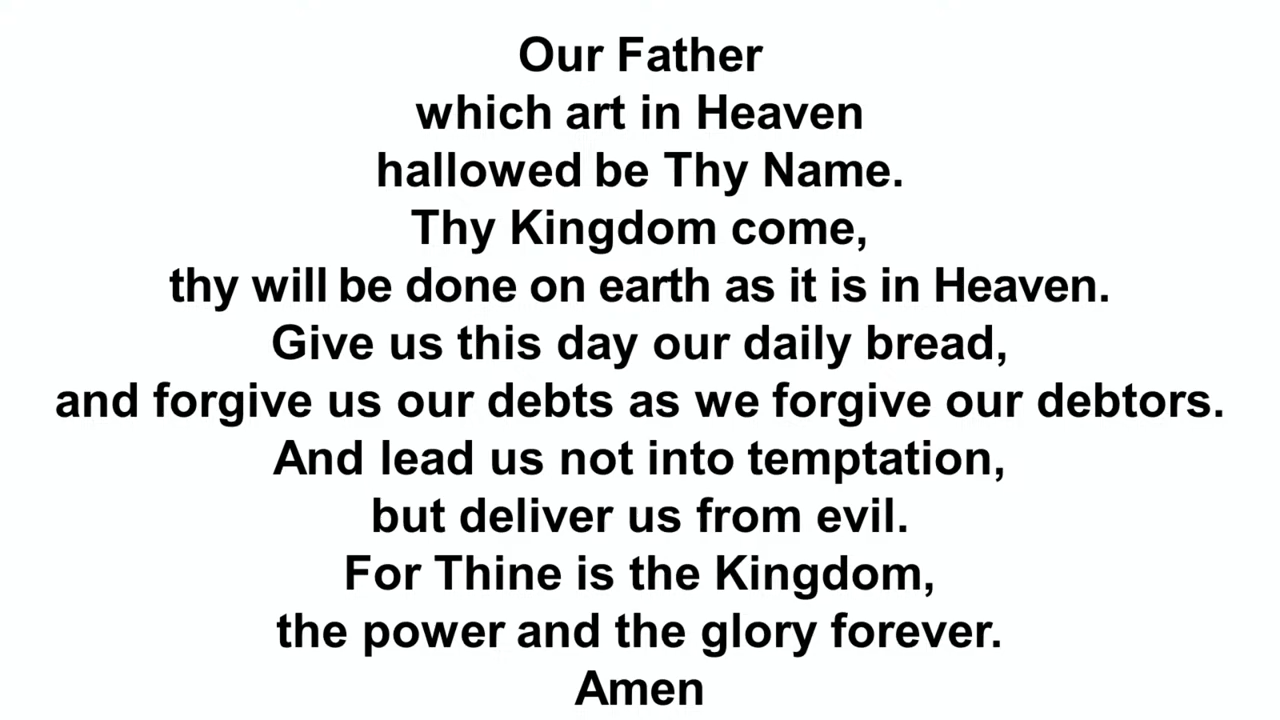 Our Father
which art in Heaven
hallowed be Thy Name.
Thy Kingdom come,
thy will be done on earth as it is in Heaven.
Give us this day our daily bread,
and forgive us our debts as we forgive our debtors.
And lead us not into temptation,
but deliver us from evil.
For Thine is the Kingdom,
the power and the glory forever.
Amen